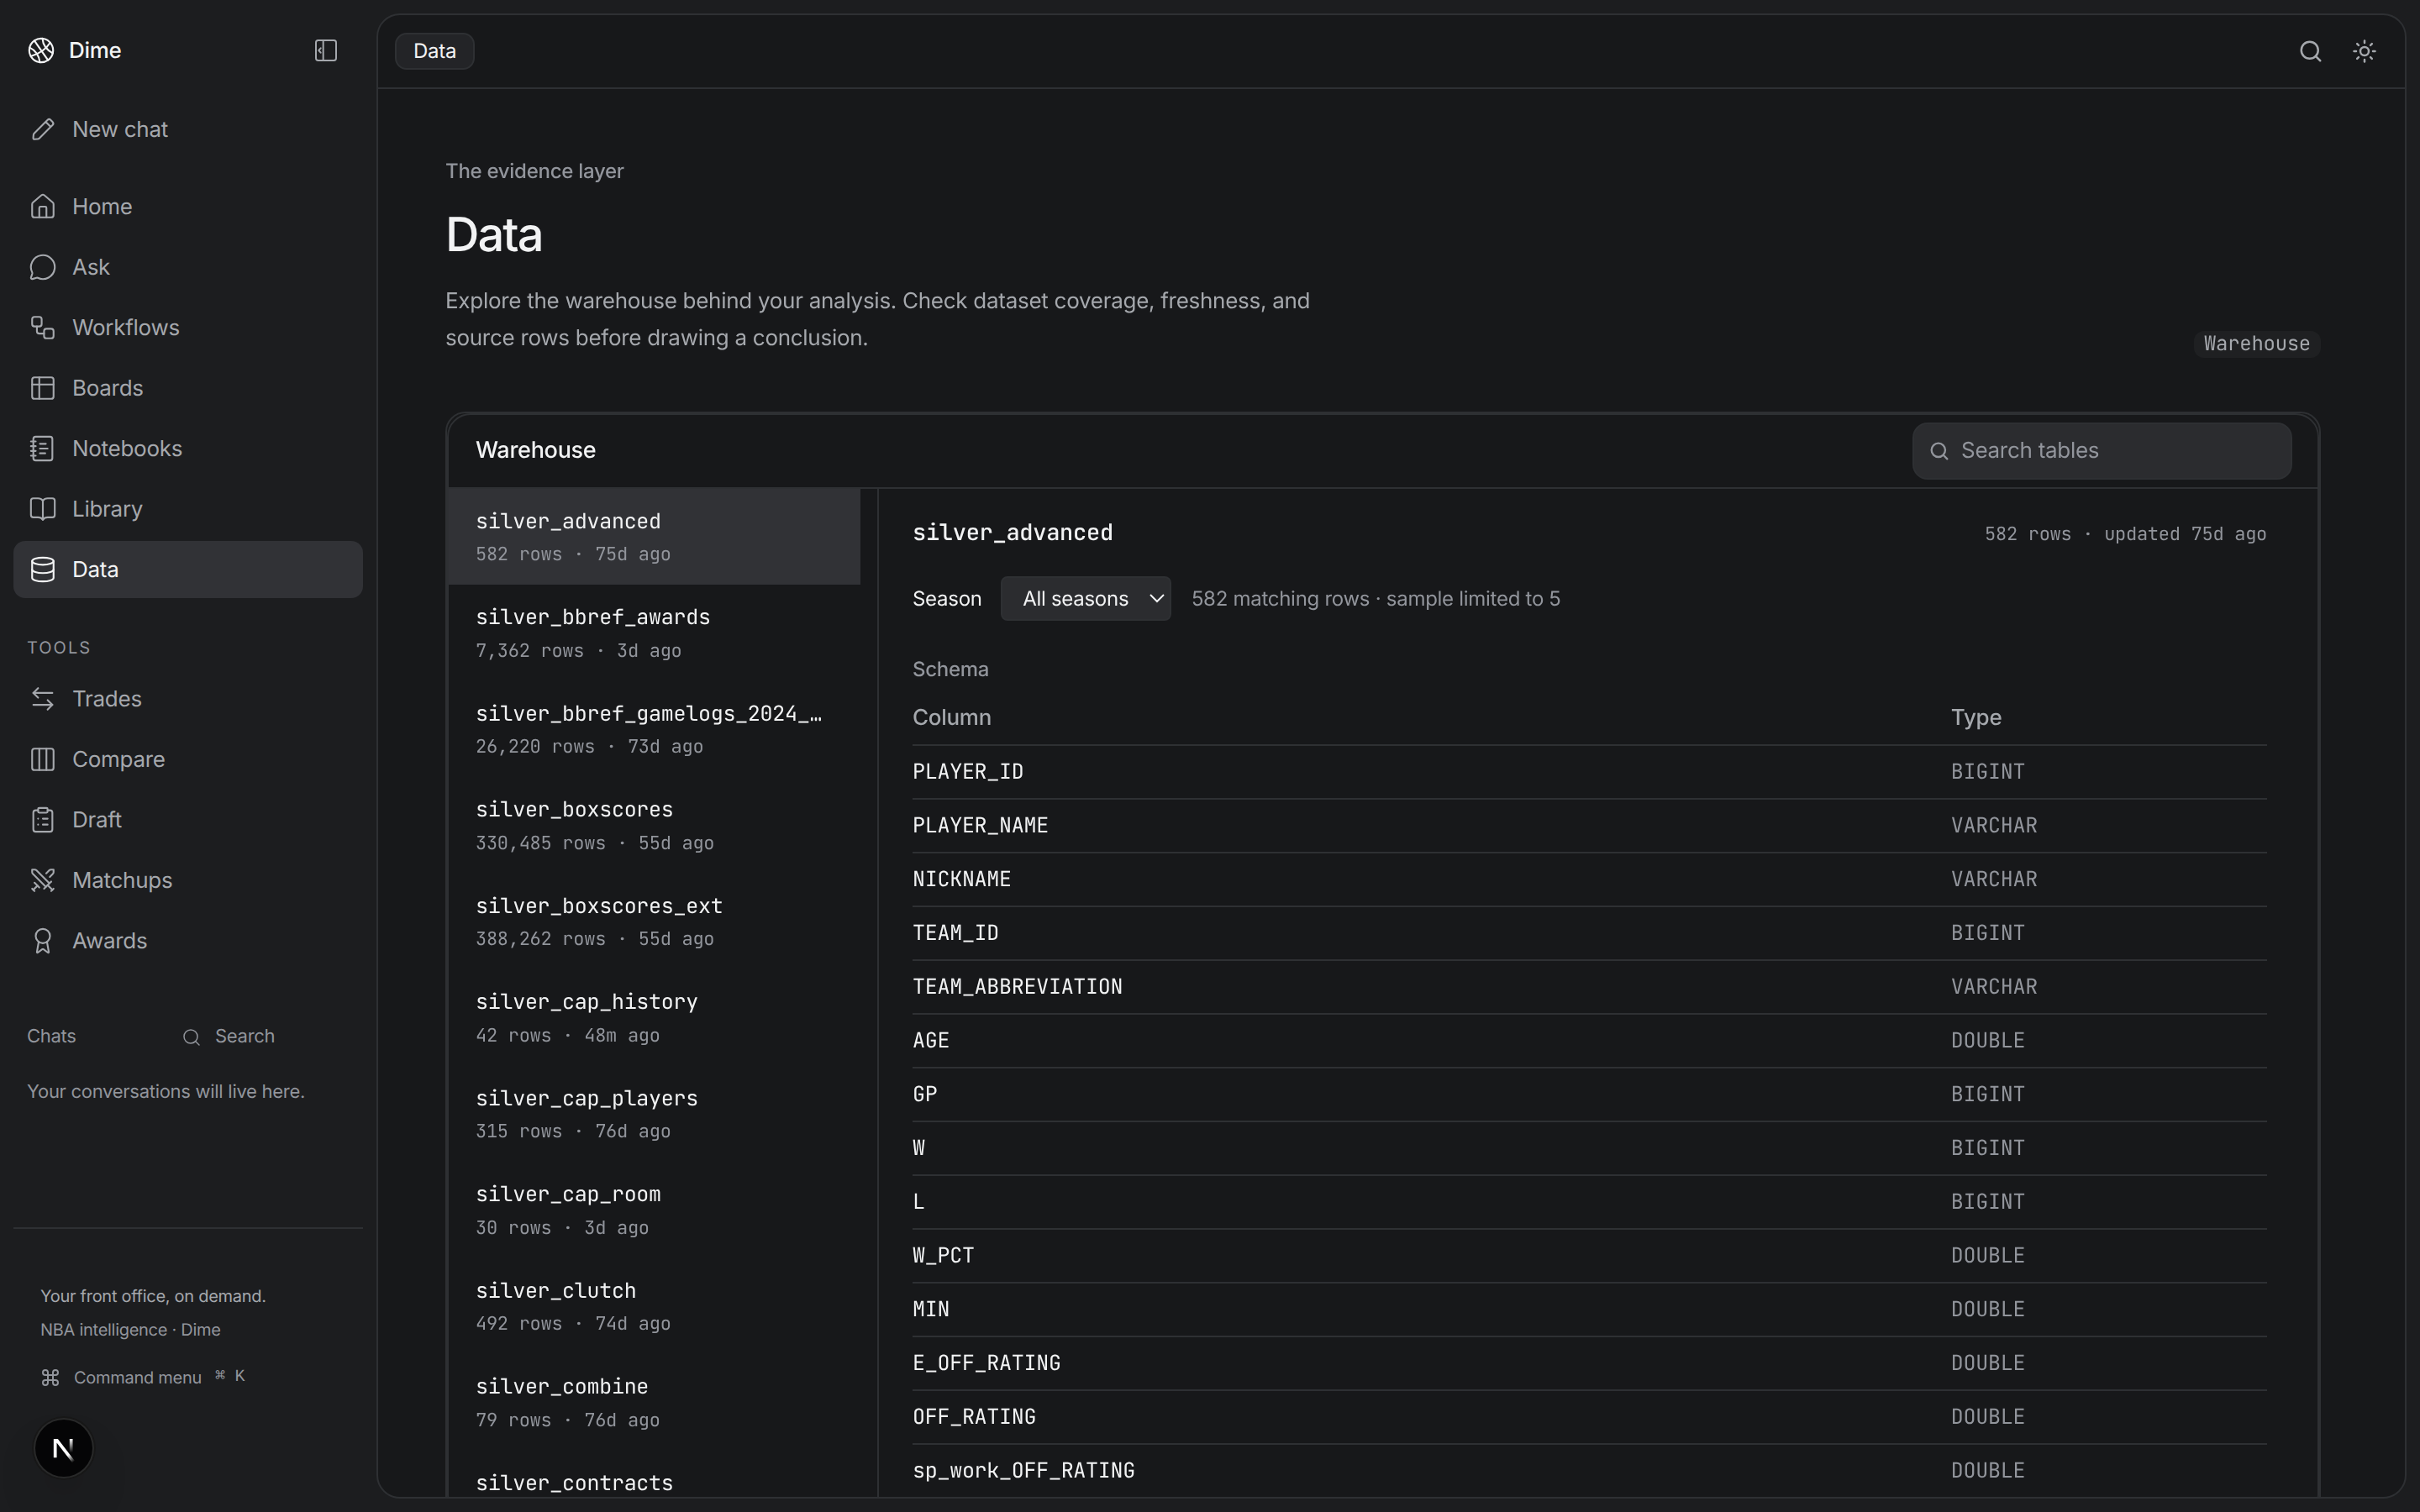 Dime
New chat
Home
Ask
Workflows
Boards
Notebooks
Library
Data
TOOLS
Trades
Compare
Draft
Matchups
Awards
Chats
Search
Your conversations will live here.
Your front office, on demand.
NBA intelligence · Dime
Command menu ⌘ K
N
Data
The evidence layer
Data
Explore the warehouse behind your analysis. Check dataset coverage, freshness, and
source rows before drawing a conclusion.
Warehouse
Warehouse
Search tables
silver_advanced
582 rows · 75d ago
silver_bbref_awards
7,362 rows · 3d ago
silver_bbref_gamelogs_2024_…
26,220 rows · 73d ago
silver_boxscores
330,485 rows · 55d ago
silver_boxscores_ext
388,262 rows · 55d ago
silver_cap_history
42 rows · 48m ago
silver_cap_players
315 rows · 76d ago
silver_cap_room
30 rows · 3d ago
silver_clutch
492 rows · 74d ago
silver_combine
79 rows · 76d ago
silver_contracts
silver_advanced
582 rows · updated 75d ago
Season All seasons 582 matching rows · sample limited to 5
Schema
Column Type
PLAYER_ID BIGINT
PLAYER_NAME VARCHAR
NICKNAME VARCHAR
TEAM_ID BIGINT
TEAM_ABBREVIATION VARCHAR
AGE DOUBLE
GP BIGINT
W BIGINT
L BIGINT
W_PCT DOUBLE
MIN DOUBLE
E_OFF_RATING DOUBLE
OFF_RATING DOUBLE
sp_work_OFF_RATING DOUBLE